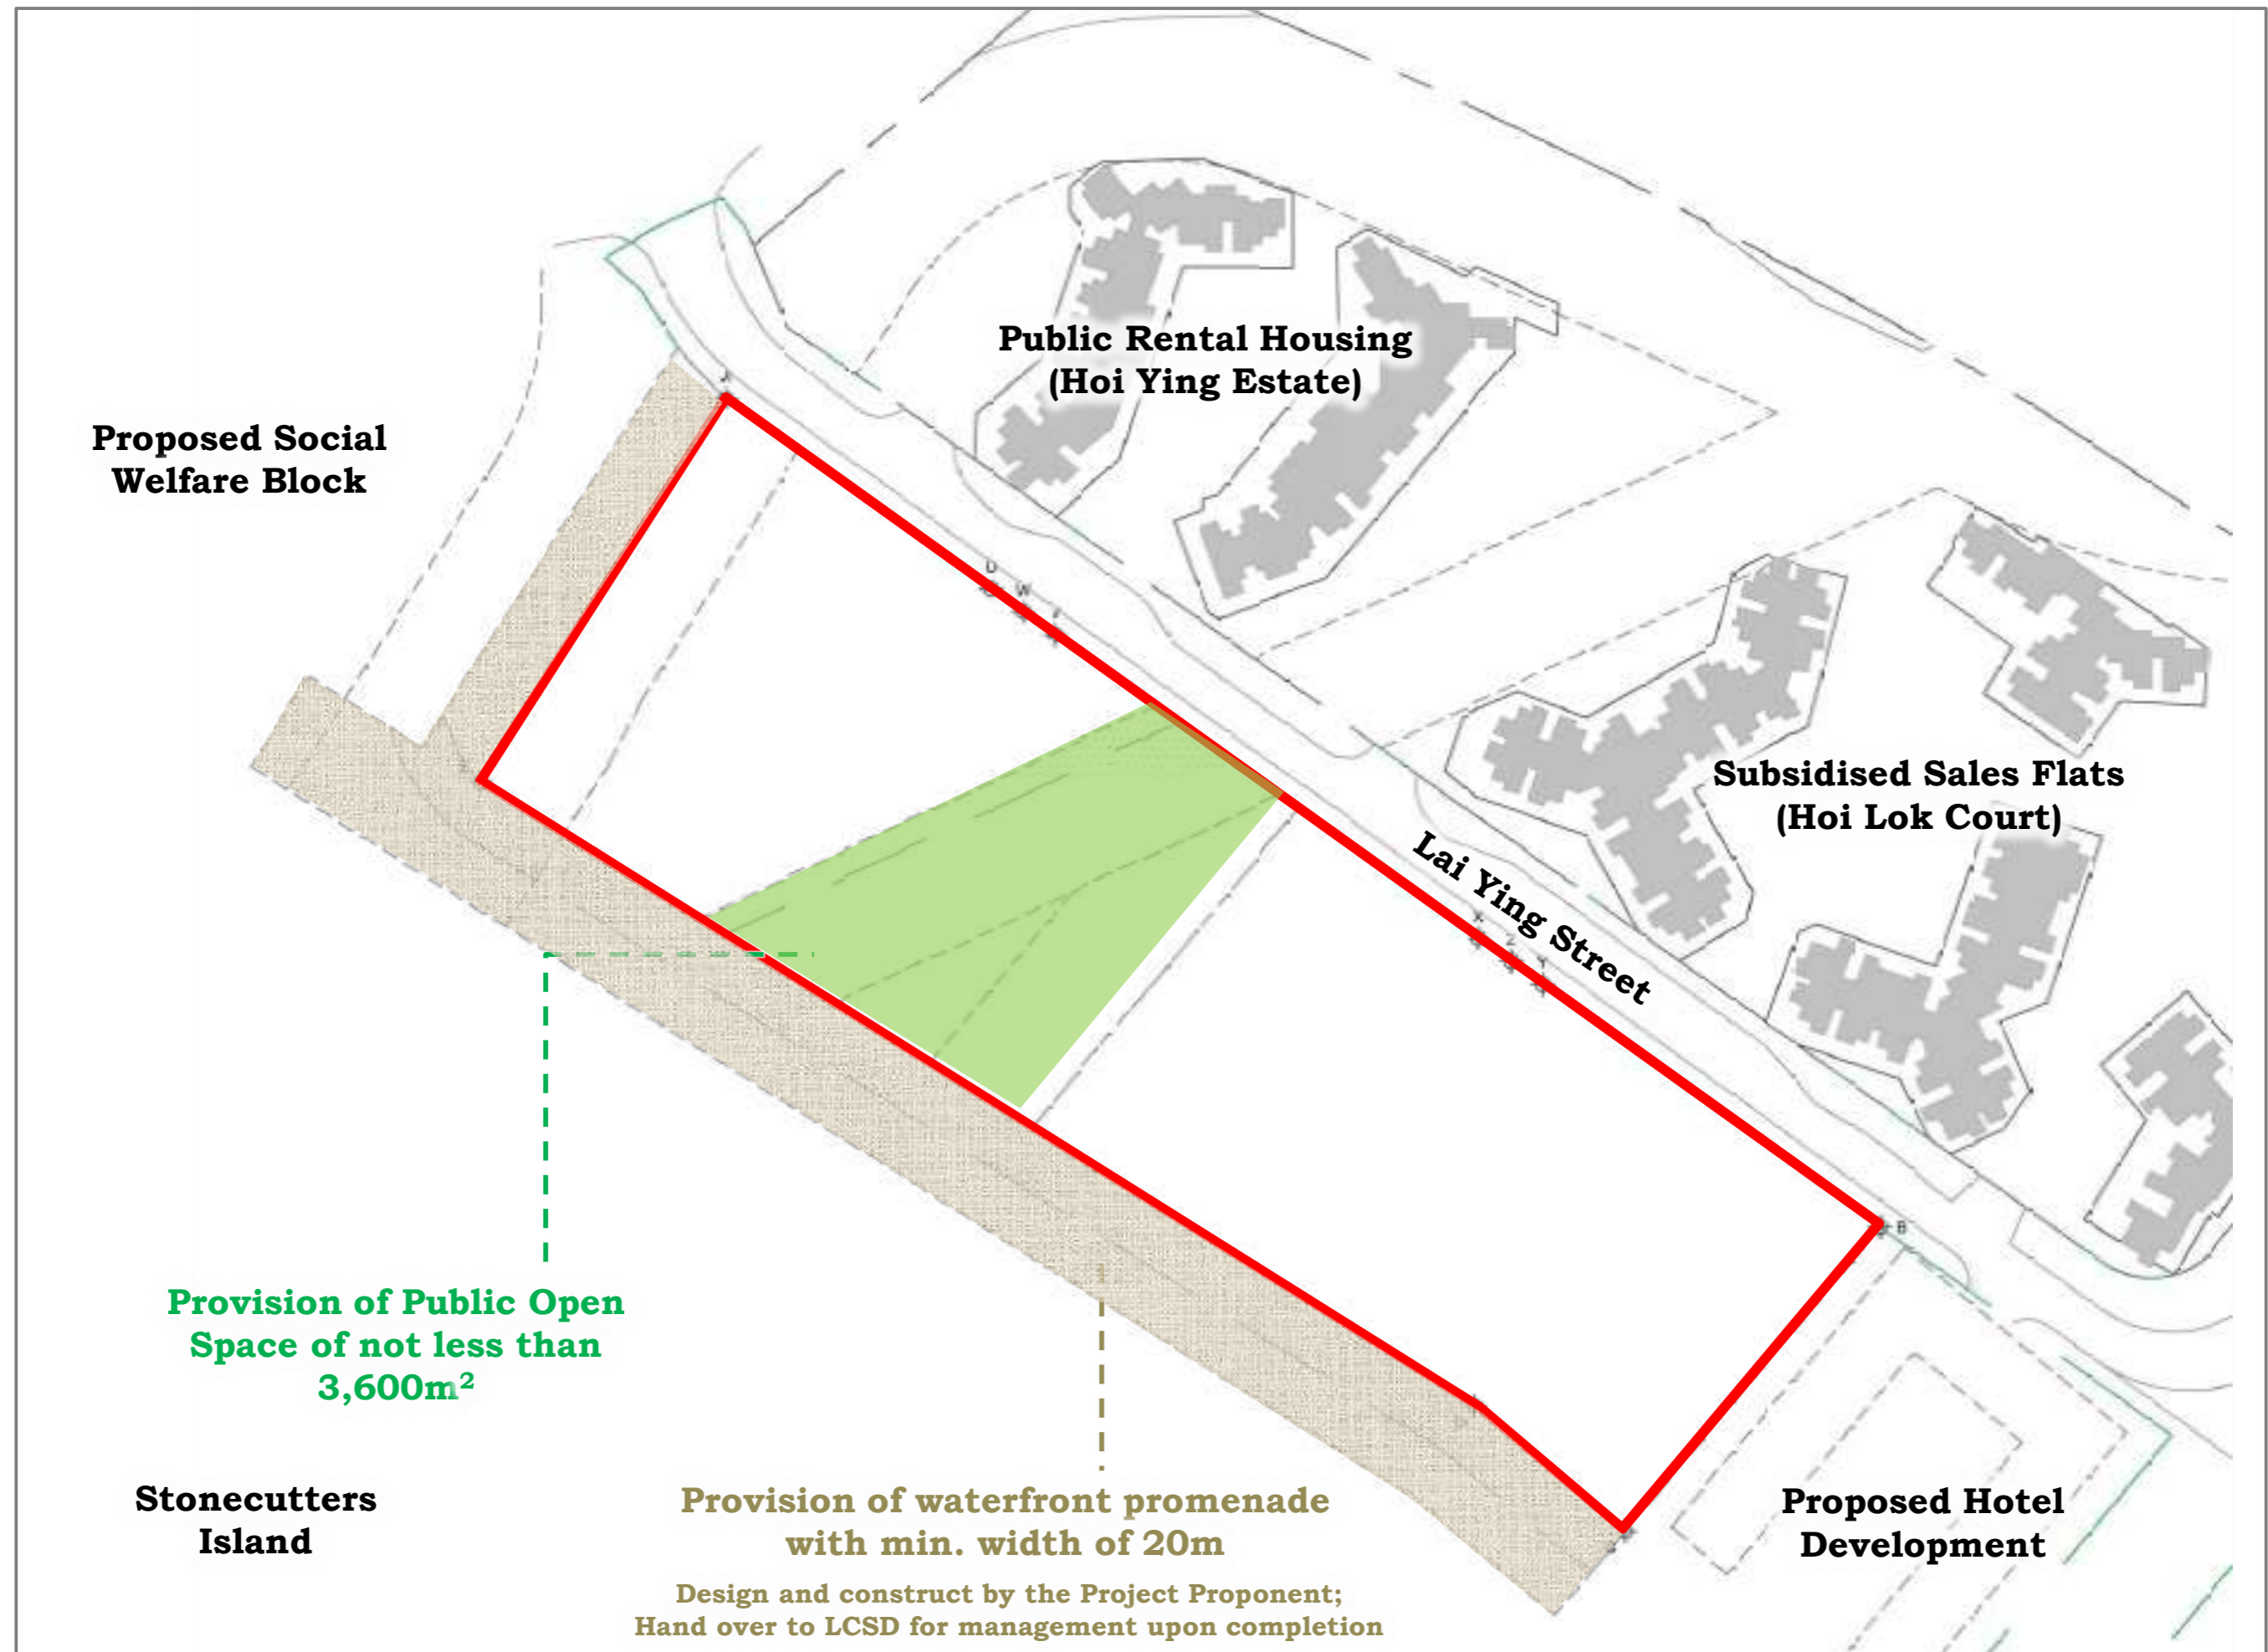 Public Rental Housing
(Hoi Ying Estate)
Proposed Social
Welfare Block
Subsidised Sales Flats
(Hoi Lok Court)
Lai Ying Street
Provision of Public Open
Space of not less than
3,600m²
Stonecutters
Island
Provision of waterfront promenade
with min. width of 20m
Design and construct by the Project Proponent;
Hand over to LCSD for management upon completion
Proposed Hotel
Development
B